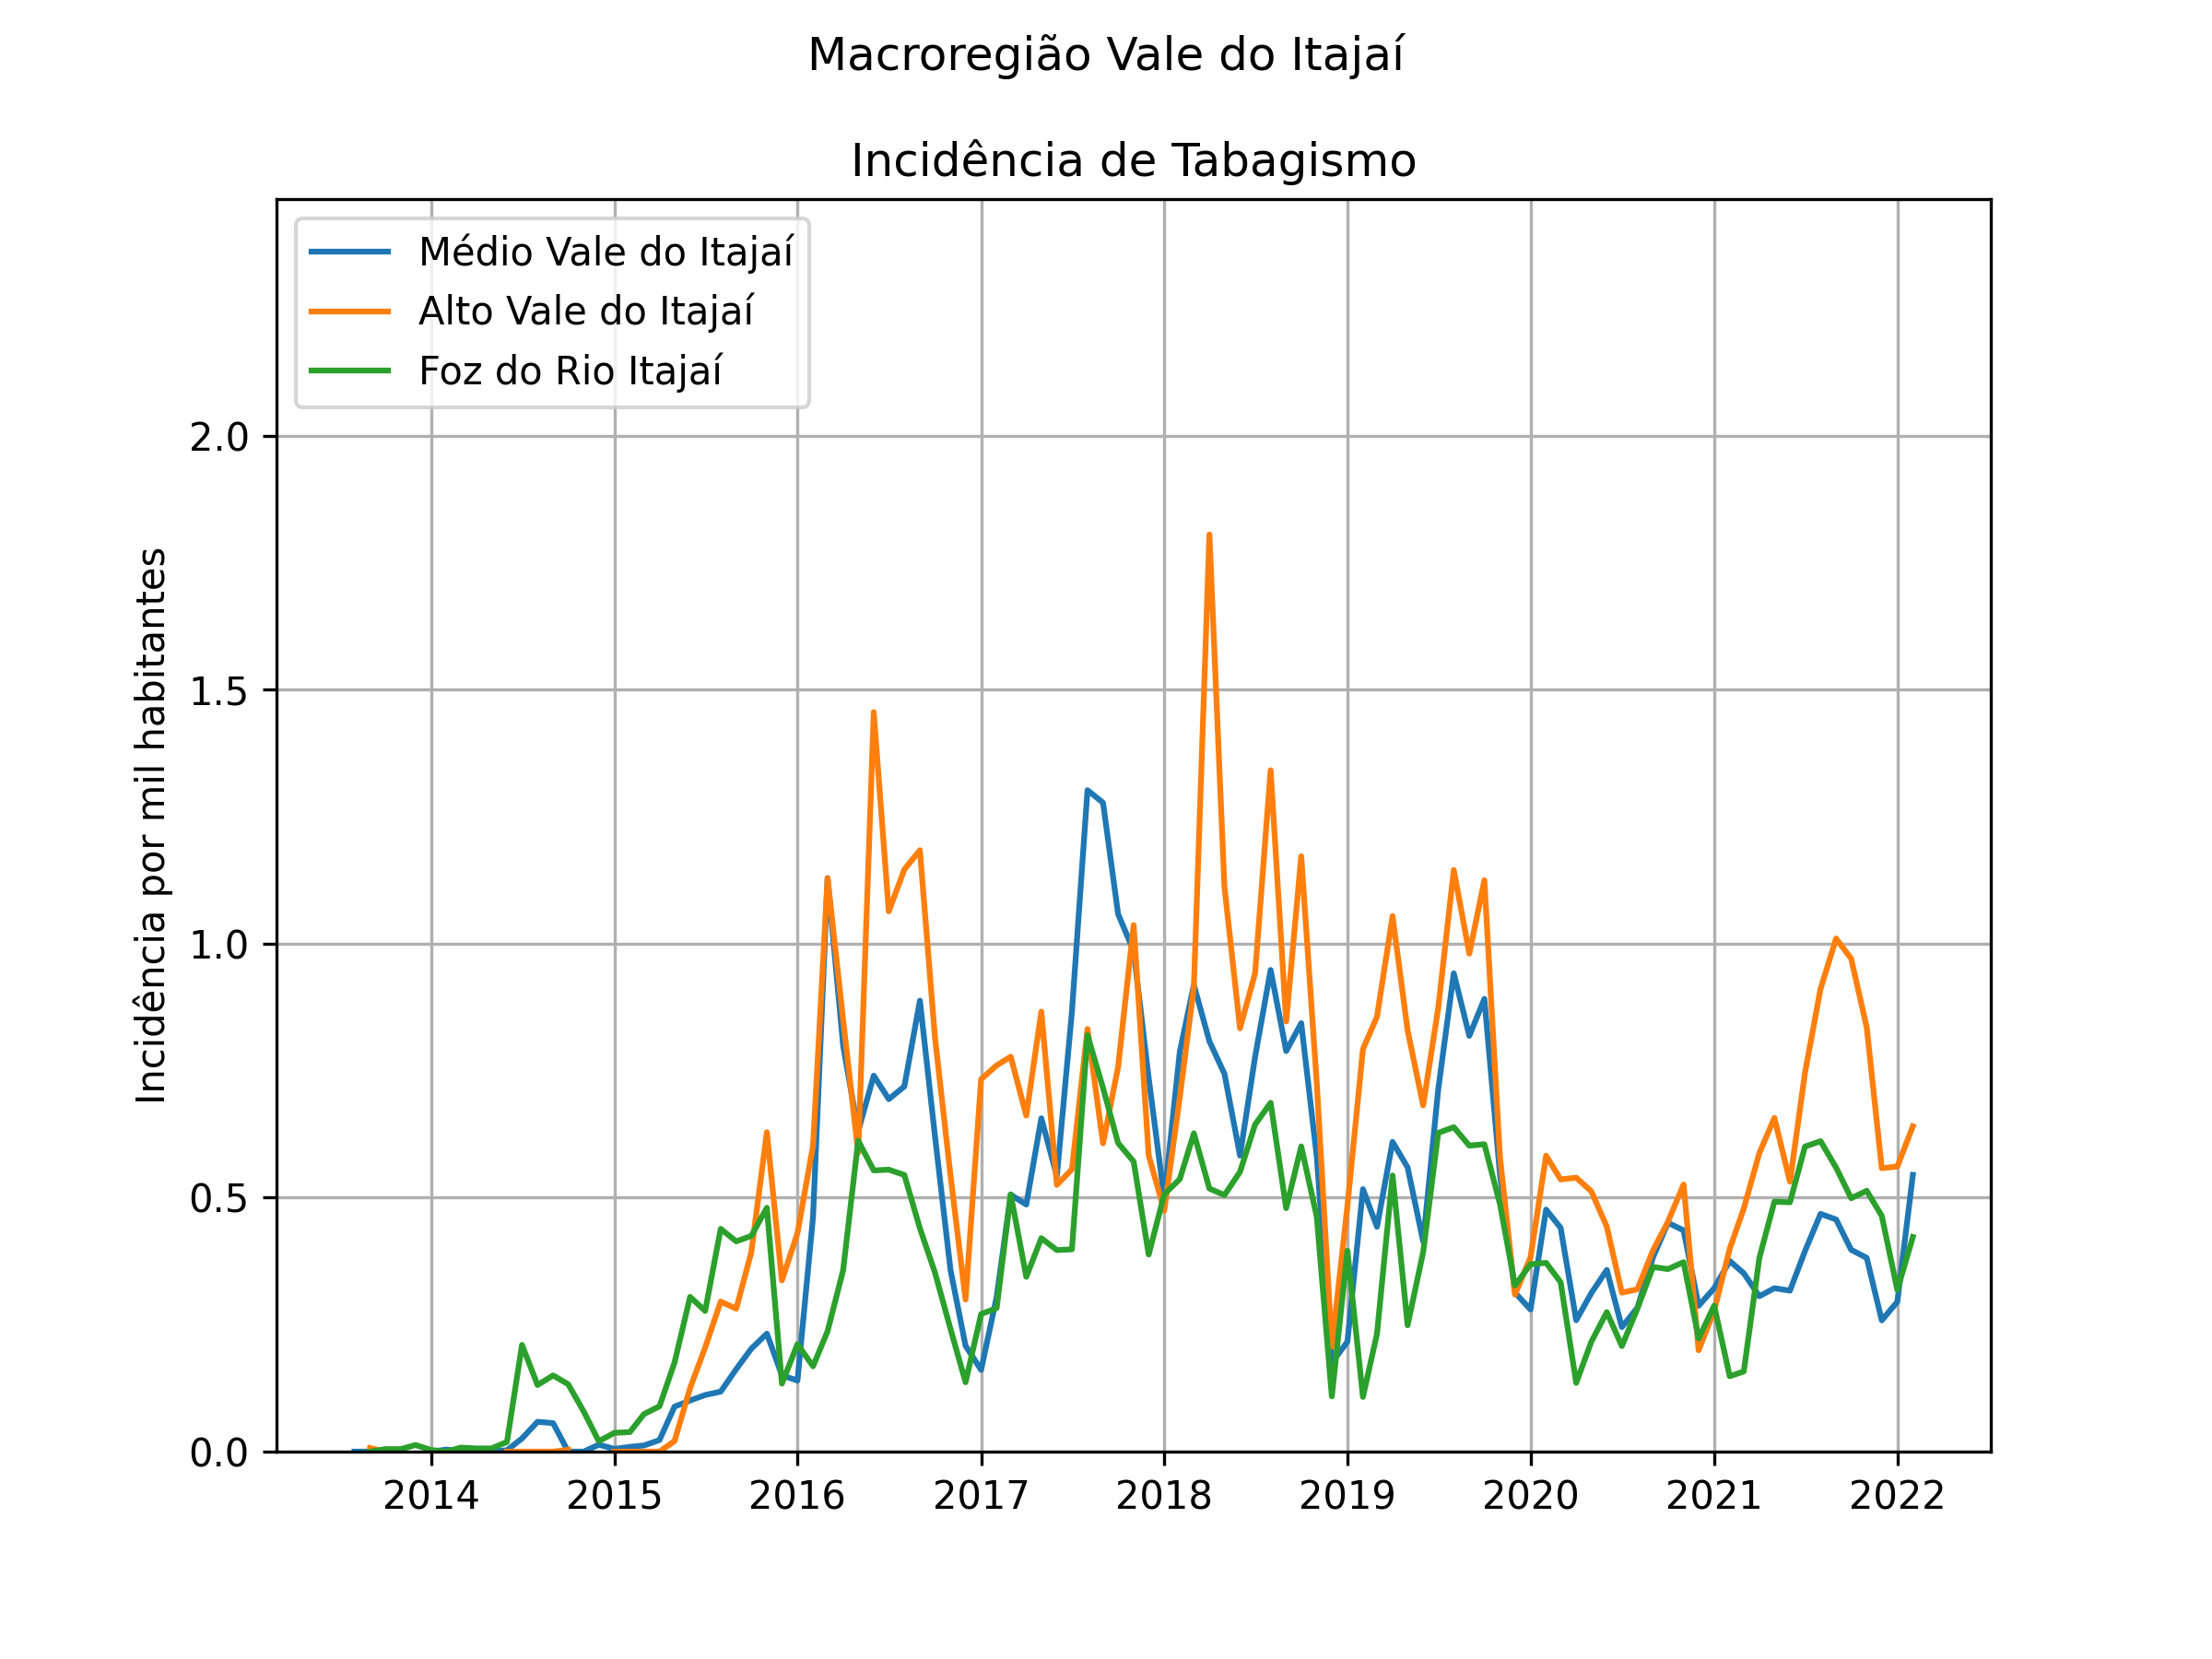 Macroregião Vale do Itajaí
Incidência de Tabagismo
Médio Vale do Itajaí
Alto Vale do Itajaí
Foz do Rio Itajaí
Incidência por mil habitantes
2.0
1.5
1.0
0.5
0.0
2014 2015 2016 2017 2018 2019 2020 2021 2022